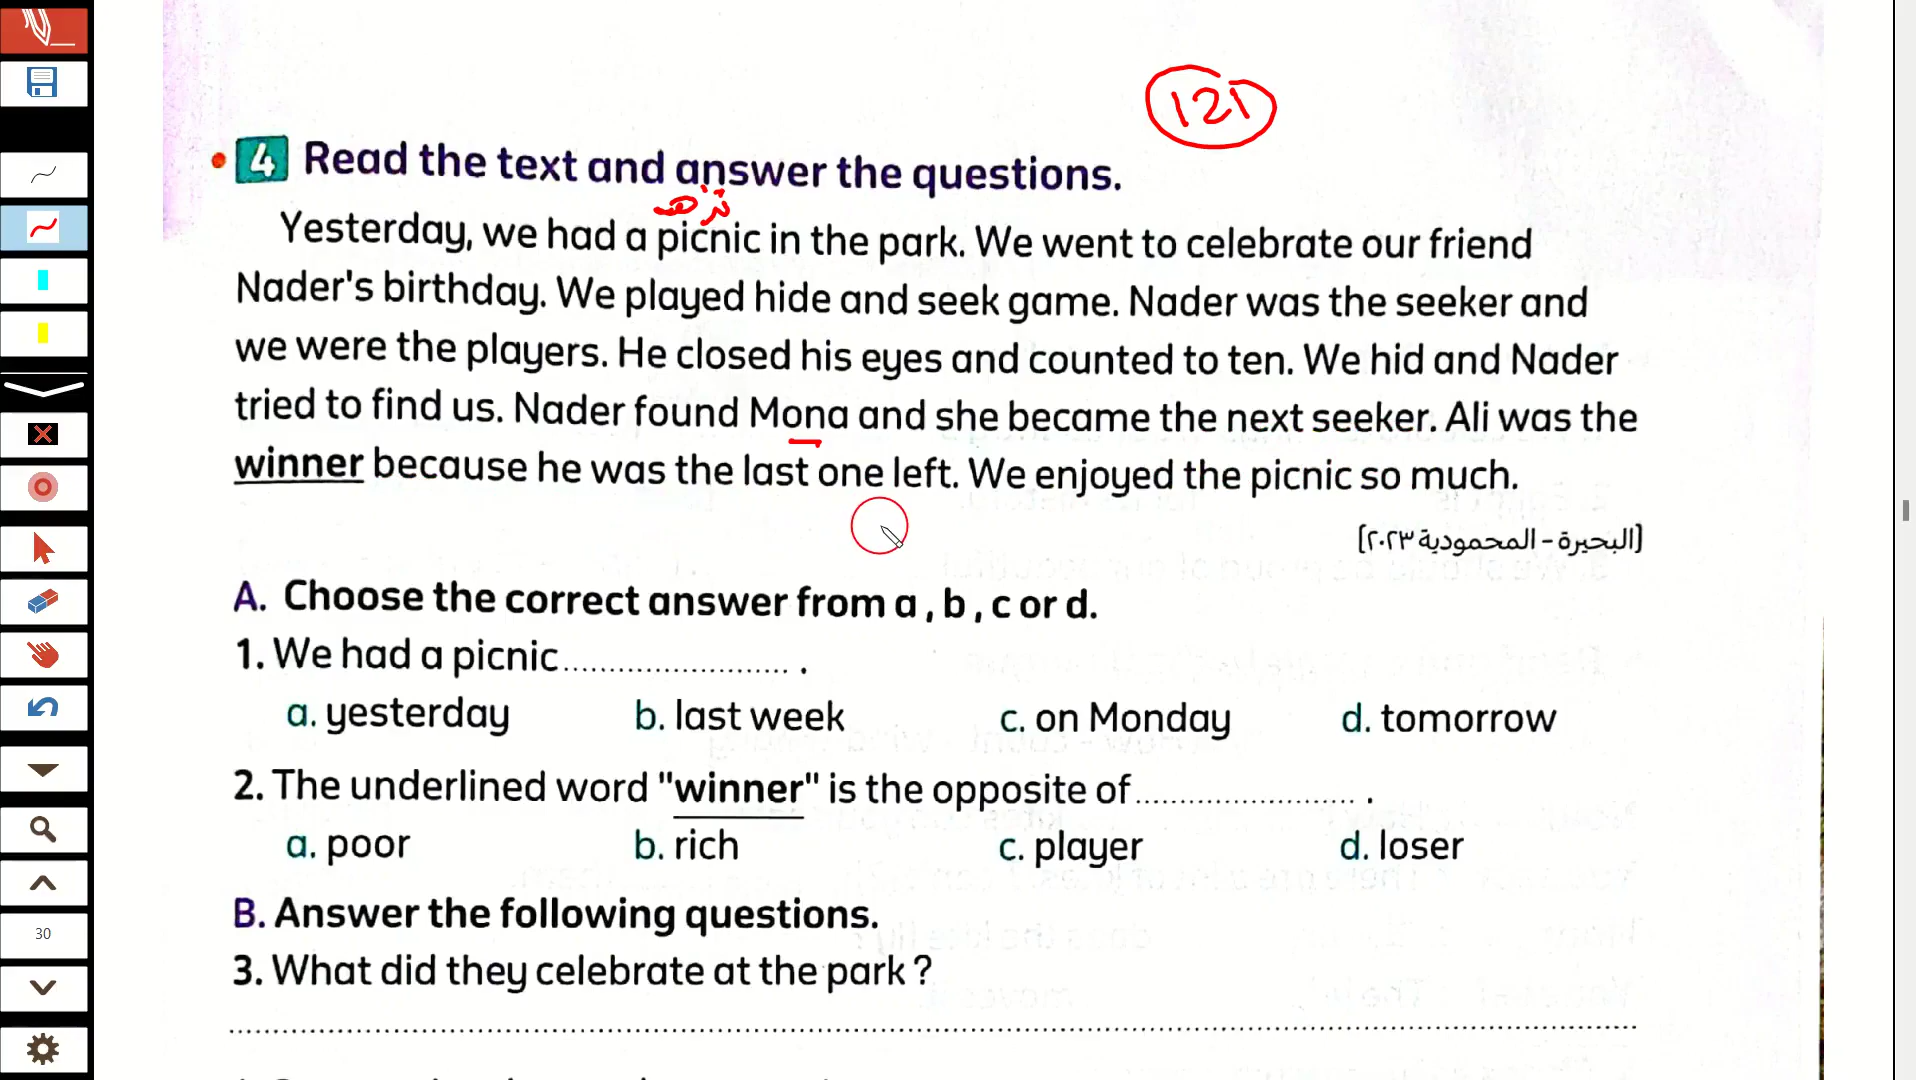 121
4 Read the text and answer the questions.
نزهه
Yesterday, we had a picnic in the park. We went to celebrate our friend
Nader's birthday. We played hide and seek game. Nader was the seeker and
we were the players. He closed his eyes and counted to ten. We hid and Nader
tried to find us. Nader found Mona and she became the next seeker. Ali was the
winner because he was the last one left. We enjoyed the picnic so much.
[البحيرة - المحمودية ٢٠٢٣]
A. Choose the correct answer from a , b , c or d.
1. We had a picnic........................ .
a. yesterday b. last week c. on Monday d. tomorrow
2. The underlined word "winner" is the opposite of........................ .
a. poor b. rich c. player d. loser
B. Answer the following questions.
3. What did they celebrate at the park ?
30